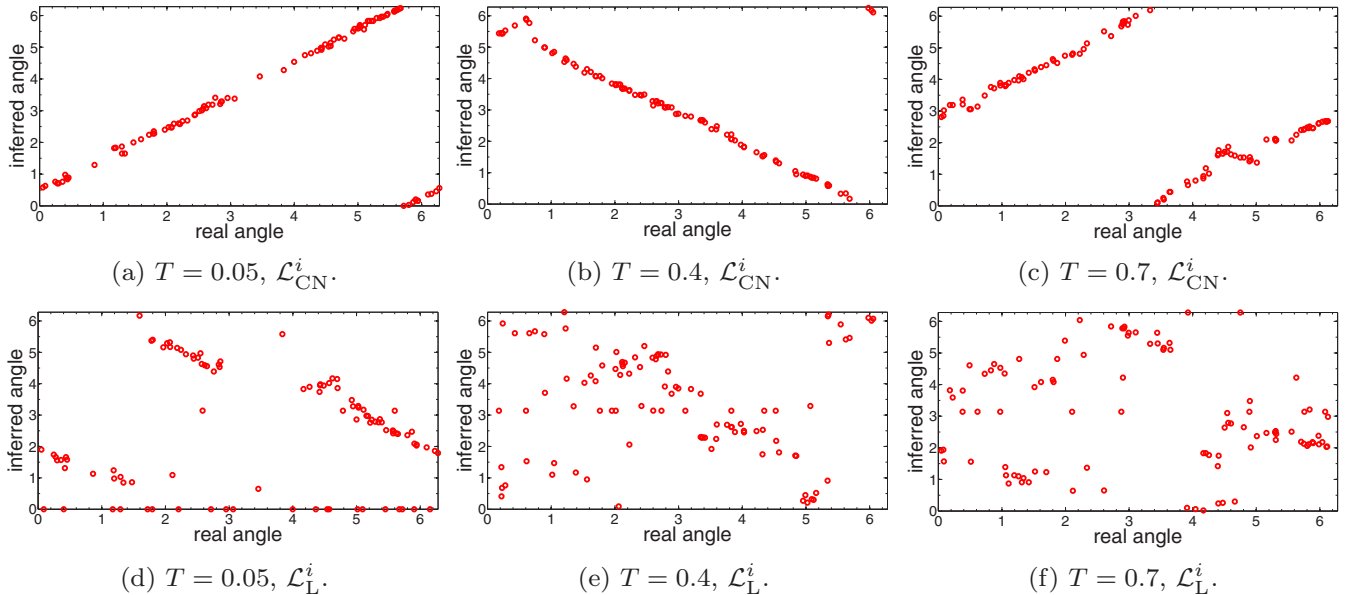 inferred angle
6
5
4
3
2
1
0
0 1 2 3 4 5 6
real angle
(a) T = 0.05, ℒ^i_CN.
inferred angle
6
5
4
3
2
1
0
0 1 2 3 4 5 6
real angle
(b) T = 0.4, ℒ^i_CN.
inferred angle
6
5
4
3
2
1
0
0 1 2 3 4 5 6
real angle
(c) T = 0.7, ℒ^i_CN.
inferred angle
6
5
4
3
2
1
0
0 1 2 3 4 5 6
real angle
(d) T = 0.05, ℒ^i_L.
inferred angle
6
5
4
3
2
1
0
0 1 2 3 4 5 6
real angle
(e) T = 0.4, ℒ^i_L.
inferred angle
6
5
4
3
2
1
0
0 1 2 3 4 5 6
real angle
(f) T = 0.7, ℒ^i_L.